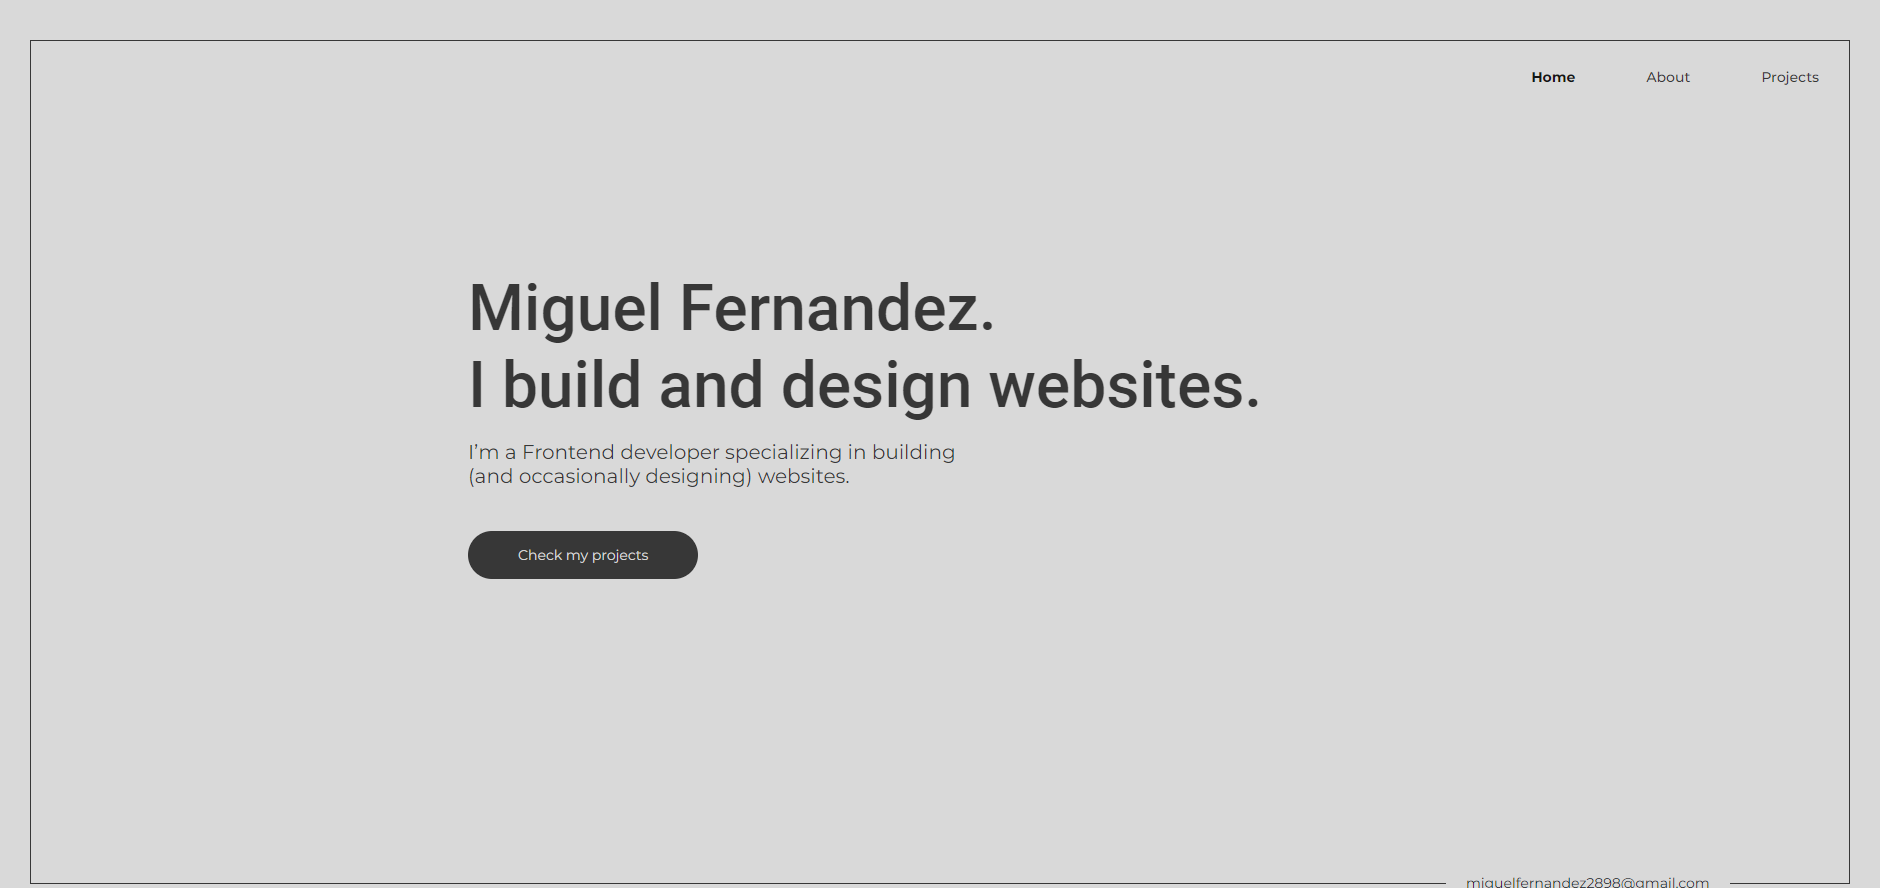 Home About Projects
Miguel Fernandez.
I build and design websites.
I’m a Frontend developer specializing in building
(and occasionally designing) websites.
Check my projects
miguelfernandez2898@gmail.com